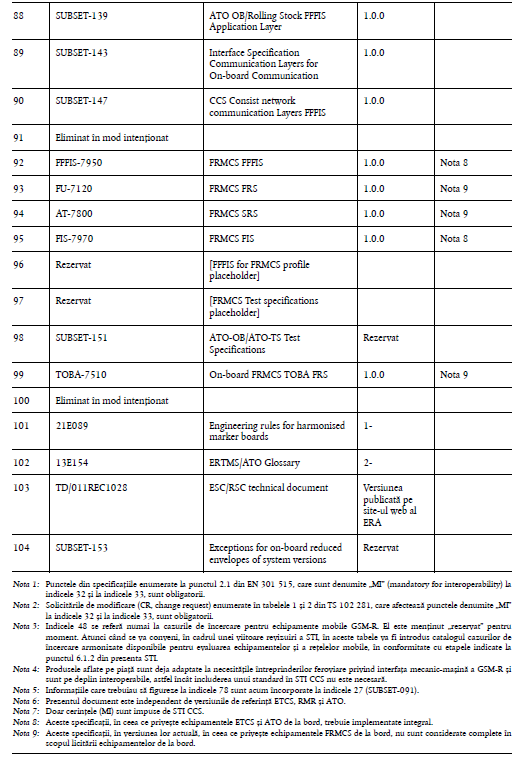 88 SUBSET-139 ATO OB/Rolling Stock FFFIS 1.0.0
Application Layer
89 SUBSET-143 Interface Specification 1.0.0
Communication Layers for
On-board Communication
90 SUBSET-147 CCS Consist network 1.0.0
communication Layers FFFIS
91 Eliminat în mod intenționat
92 FFFIS-7950 FRMCS FFFIS 1.0.0 Nota 8
93 FU-7120 FRMCS FRS 1.0.0 Nota 9
94 AT-7800 FRMCS SRS 1.0.0 Nota 9
95 FIS-7970 FRMCS FIS 1.0.0 Nota 8
96 Rezervat [FFFIS for FRMCS profile
placeholder]
97 Rezervat [FRMCS Test specifications
placeholder]
98 SUBSET-151 ATO-OB/ATO-TS Test Rezervat
Specifications
99 TOBA-7510 On-board FRMCS TOBA FRS 1.0.0 Nota 9
100 Eliminat în mod intenționat
101 21E089 Engineering rules for harmonised 1-
marker boards
102 13E154 ERTMS/ATO Glossary 2-
103 TD/011REC1028 ESC/RSC technical document Versiunea
publicată pe
site-ul web al
ERA
104 SUBSET-153 Exceptions for on-board reduced Rezervat
envelopes of system versions
Nota 1: Punctele din specificațiile enumerate la punctul 2.1 din EN 301 515, care sunt denumite „MI” (mandatory for interoperability) la
indicele 32 și la indicele 33, sunt obligatorii.
Nota 2: Solicitările de modificare (CR, change request) enumerate în tabelele 1 și 2 din TS 102 281, care afectează punctele denumite „MI”
la indicele 32 și la indicele 33, sunt obligatorii.
Nota 3: Indicele 48 se referă numai la cazurile de încercare pentru echipamente mobile GSM-R. El este menținut „rezervat” pentru
moment. Atunci când se va conveni, în cadrul unei viitoare revizuiri a STI, în aceste tabele va fi introdus catalogul cazurilor de
încercare armonizate disponibile pentru evaluarea echipamentelor și a rețelelor mobile, în conformitate cu etapele indicate la
punctul 6.1.2 din prezenta STI.
Nota 4: Produsele aflate pe piață sunt deja adaptate la necesitățile întreprinderilor feroviare privind interfața mecanic-mașină a GSM-R și
sunt pe deplin interoperabile, astfel încât includerea unui standard în STI CCS nu este necesară.
Nota 5: Informațiile care trebuiau să figureze la indicele 78 sunt acum încorporate la indicele 27 (SUBSET-091).
Nota 6: Prezentul document este independent de versiunile de referință ETCS, RMR și ATO.
Nota 7: Doar cerințele (MI) sunt impuse de STI CCS.
Nota 8: Aceste specificații, în ceea ce privește echipamentele ETCS și ATO de la bord, trebuie implementate integral.
Nota 9: Aceste specificații, în versiunea lor actuală, în ceea ce privește echipamentele FRMCS de la bord, nu sunt considerate complete în
scopul licitării echipamentelor de la bord.